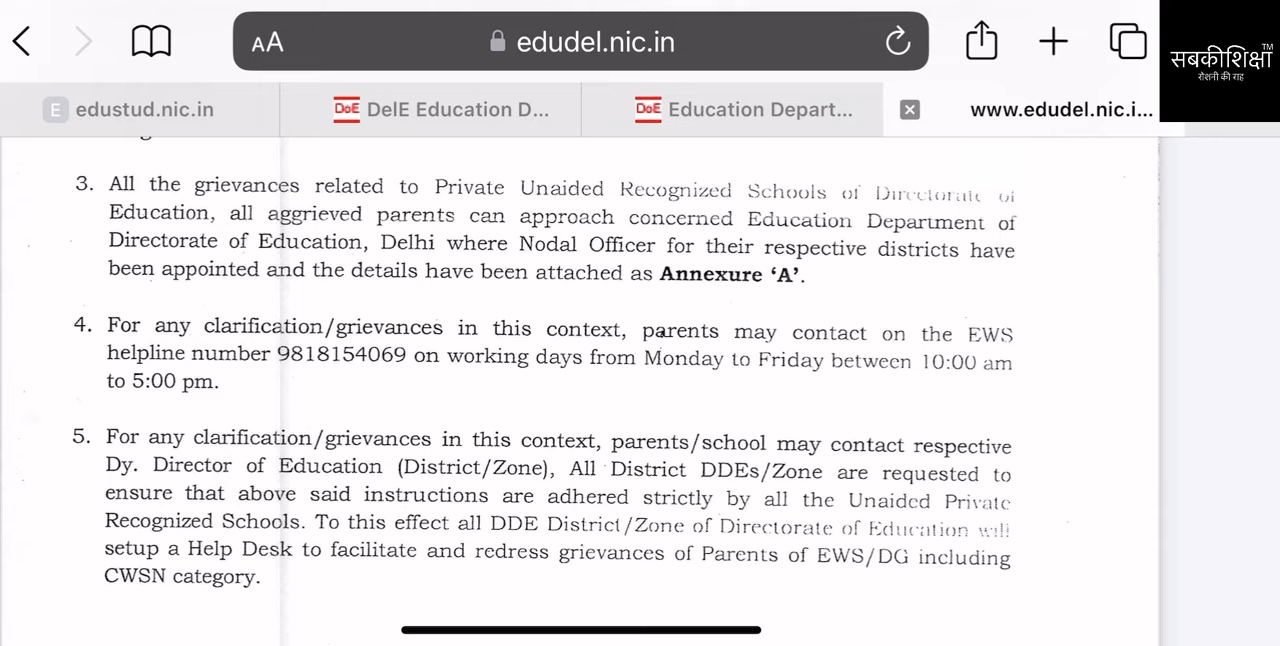 AA
edudel.nic.in
सबकीशिक्षा TM
रोशनी की राह
E edustud.nic.in
DoE DelE Education D...
DoE Education Depart...
www.edudel.nic.i...
3. All the grievances related to Private Unaided Recognized Schools of Directorate of
Education, all aggrieved parents can approach concerned Education Department of
Directorate of Education, Delhi where Nodal Officer for their respective districts have
been appointed and the details have been attached as Annexure ‘A’.
4. For any clarification/grievances in this context, parents may contact on the EWS
helpline number 9818154069 on working days from Monday to Friday between 10:00 am
to 5:00 pm.
5. For any clarification/grievances in this context, parents/school may contact respective
Dy. Director of Education (District/Zone), All District DDEs/Zone are requested to
ensure that above said instructions are adhered strictly by all the Unaided Private
Recognized Schools. To this effect all DDE District/Zone of Directorate of Education will
setup a Help Desk to facilitate and redress grievances of Parents of EWS/DG including
CWSN category.